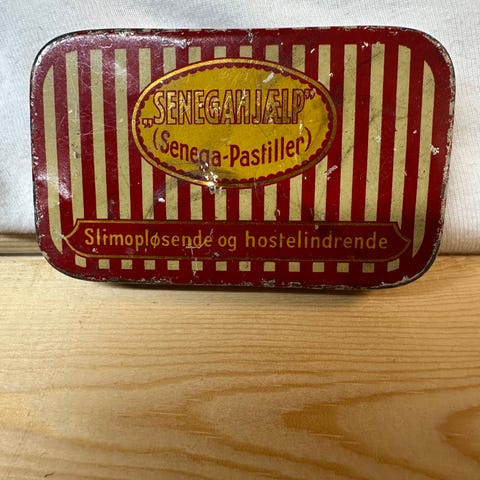 „SENEGAHJÆLP"
(Senega-Pastiller)
Slimopløsende og hostelindrende